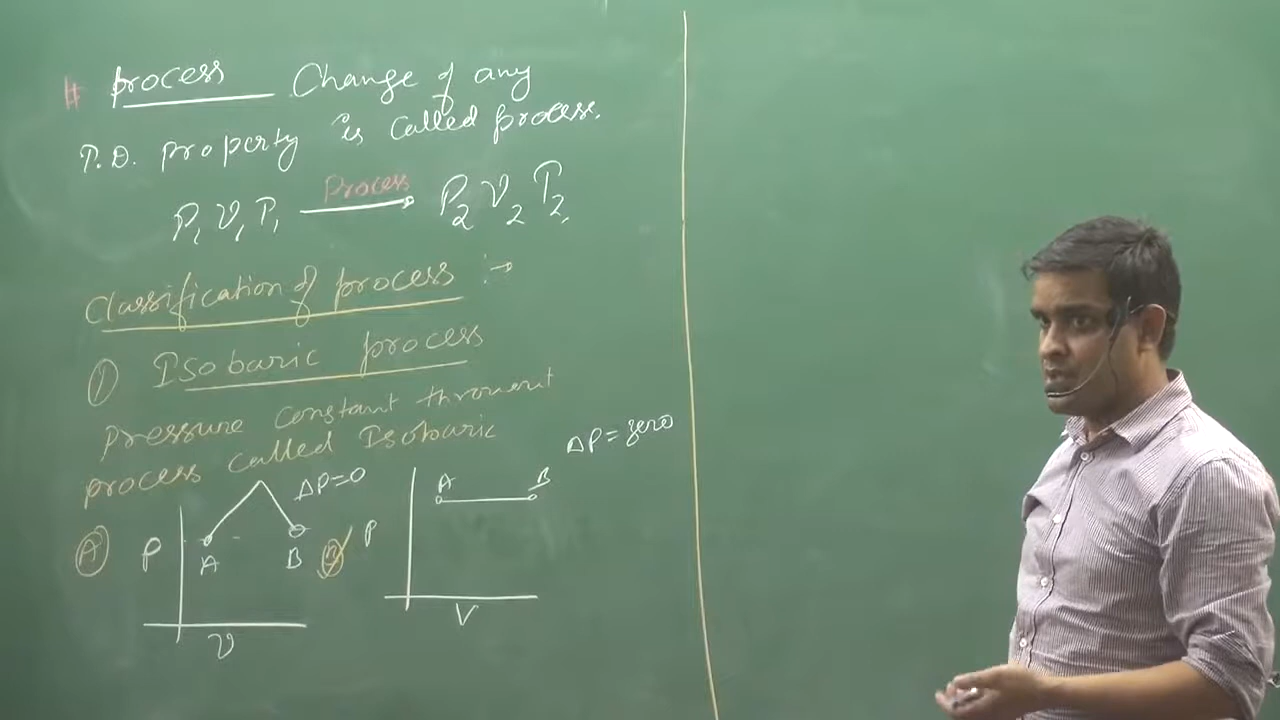 # Process Change of any
T.D. property is called process.
P₁ V₁ T₁ Process P₂ V₂ T₂
Classification of process :→
① Isobaric process
Pressure constant throuout
process called Isobaric
ΔP = zero
Ⓐ P A B ΔP=0 V
P A B V